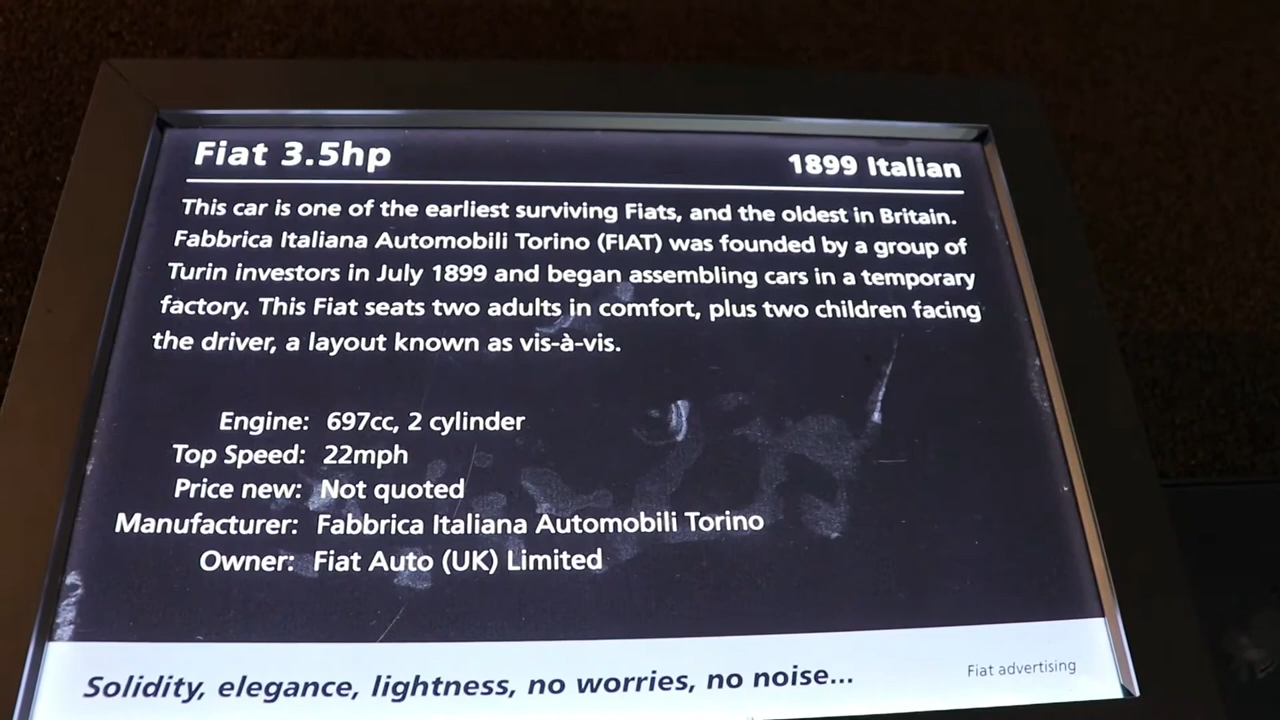 Fiat 3.5hp
1899 Italian
This car is one of the earliest surviving Fiats, and the oldest in Britain.
Fabbrica Italiana Automobili Torino (FIAT) was founded by a group of
Turin investors in July 1899 and began assembling cars in a temporary
factory. This Fiat seats two adults in comfort, plus two children facing
the driver, a layout known as vis-à-vis.
Engine: 697cc, 2 cylinder
Top Speed: 22mph
Price new: Not quoted
Manufacturer: Fabbrica Italiana Automobili Torino
Owner: Fiat Auto (UK) Limited
Solidity, elegance, lightness, no worries, no noise...
Fiat advertising